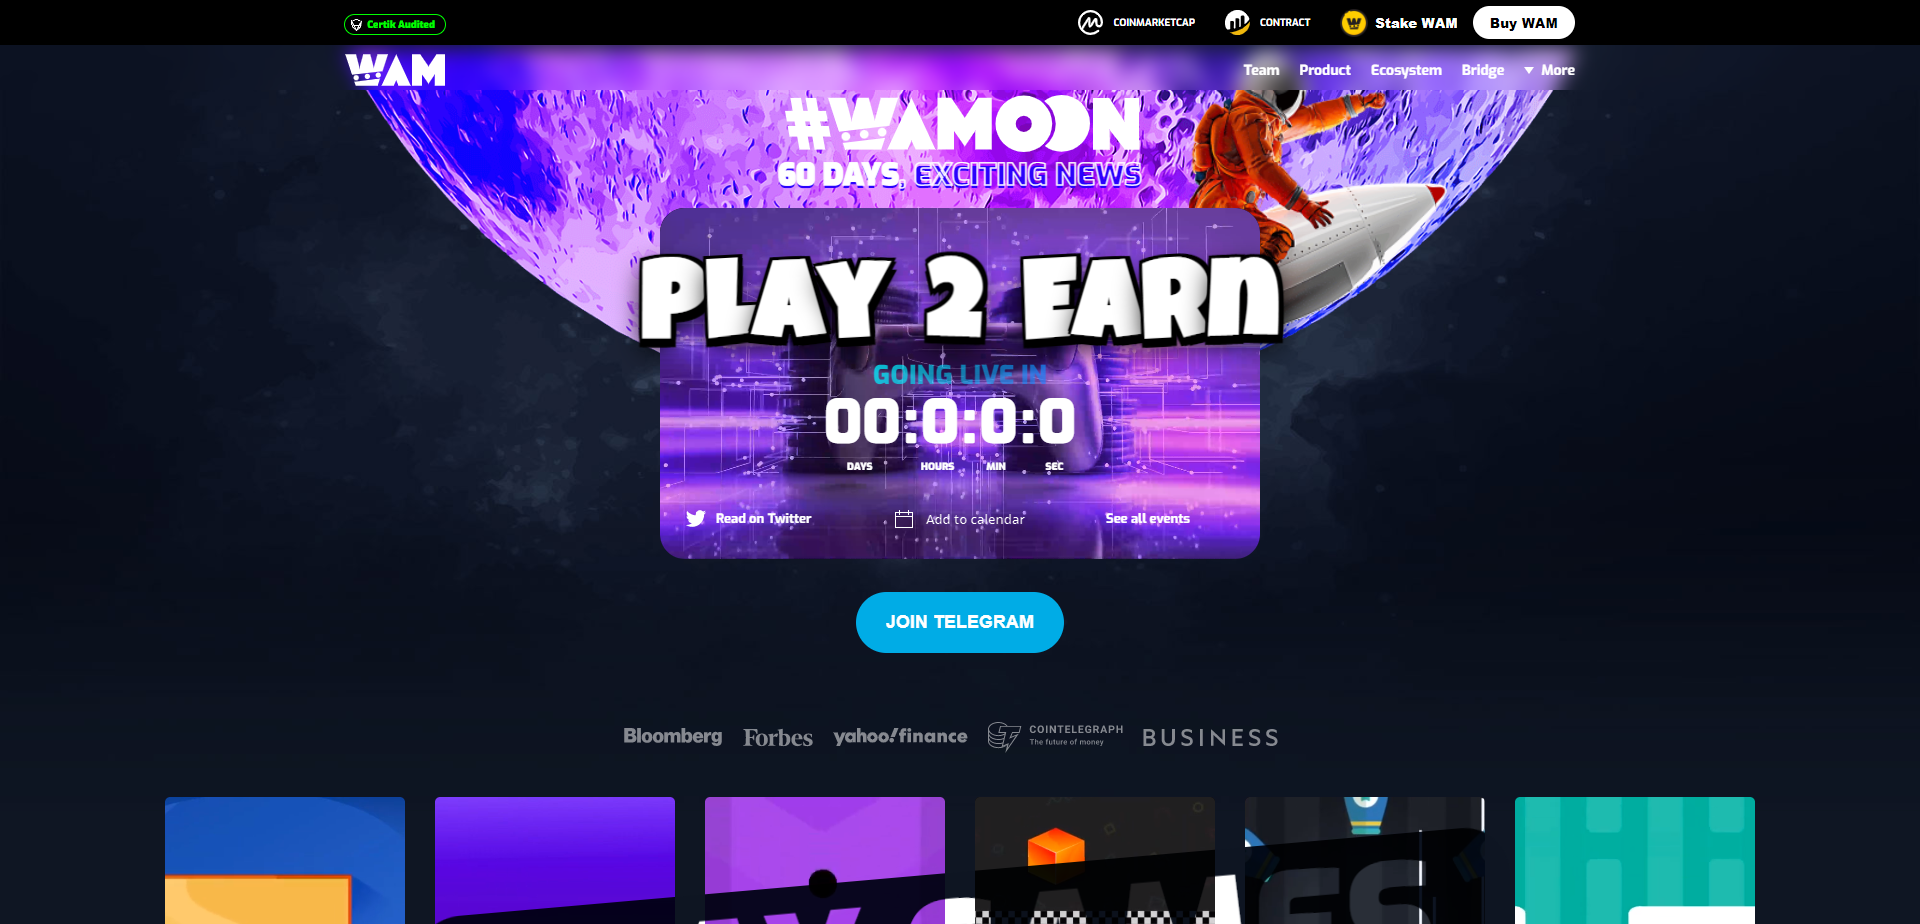 Certik Audited
COINMARKETCAP
CONTRACT
Stake WAM
Buy WAM
WAM
Team
Product
Ecosystem
Bridge
More
#WAMOON
60 DAYS, EXCITING NEWS
PLAY 2 EARN
GOING LIVE IN
00:0:0:0
DAYS HOURS MIN SEC
Read on Twitter
Add to calendar
See all events
JOIN TELEGRAM
Bloomberg
Forbes
yahoo!finance
COINTELEGRAPH
The future of money
BUSINESS